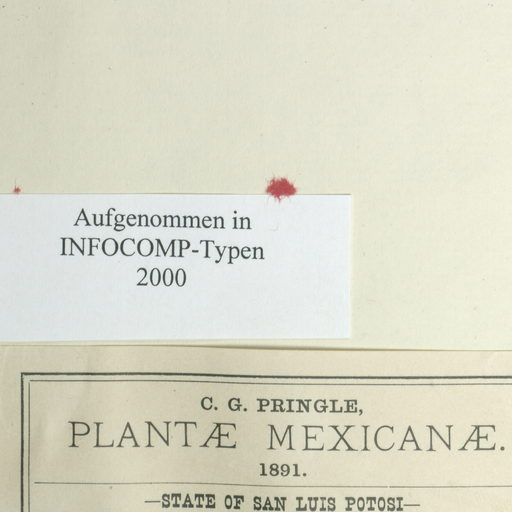 Aufgenommen in
INFOCOMP-Typen
2000
C. G. PRINGLE,
PLANTÆ MEXICANÆ.
1891.
—STATE OF SAN LUIS POTOSI—